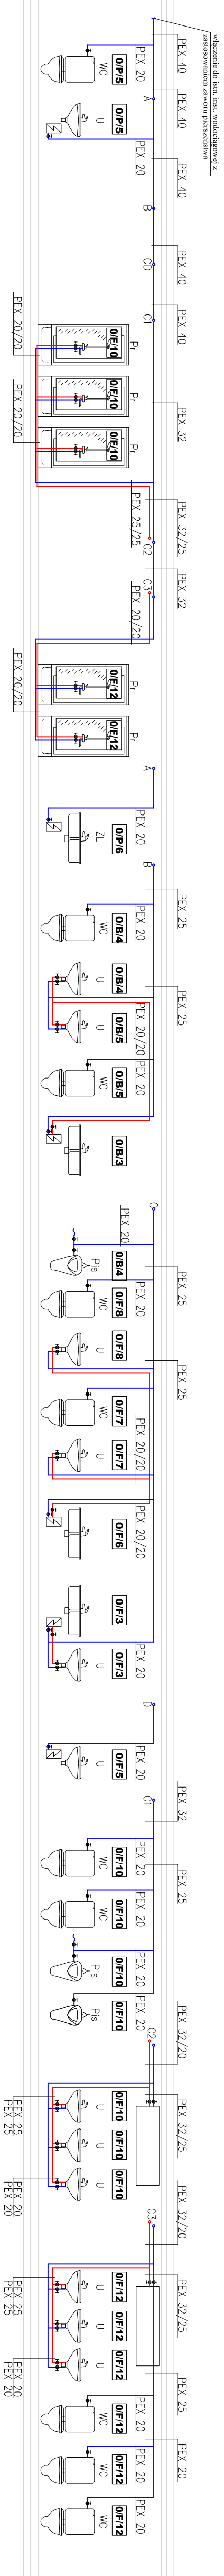 włączenie do istn. inst. wodociągowej z
zastosowaniem zaworu pierszeństwa
PEX 40
PEX 20
0/P/5
WC
A
PEX 40
0/P/5
U
PEX 20
PEX 40
B
PEX 40
CD
PEX 40
C1
0/F/10
Pr
PEX 20/20
0/F/10
Pr
PEX 20/20
PEX 32
0/F/10
Pr
PEX 20/20
PEX 25/25
PEX 32/25
C2
PEX 32
C3
PEX 20/20
0/F/12
Pr
PEX 20/20
0/F/12
Pr
A
PEX 20
0/P/6
ZL
B
PEX 25
PEX 20
0/B/4
WC
0/B/4
U
PEX 25
PEX 20/20
0/B/5
U
PEX 20
0/B/5
WC
0/B/3
C
PEX 20
0/B/4
Pis
PEX 25
PEX 20
0/F/8
WC
0/F/8
U
PEX 25
PEX 20
0/F/7
WC
PEX 20/20
0/F/7
U
PEX 20/20
0/F/6
0/F/3
PEX 20
0/F/3
U
D
PEX 20
0/F/5
U
PEX 32
C1
PEX 20
0/F/10
WC
PEX 25
PEX 20
0/F/10
WC
PEX 20
0/F/10
Pis
PEX 20
0/F/10
Pis
PEX 32/20
C2
0/F/10
U
PEX 25
PEX 25
PEX 32/25
0/F/10
U
0/F/10
U
PEX 20
PEX 20
PEX 32/20
C3
0/F/12
U
PEX 25
PEX 25
PEX 32/25
0/F/12
U
0/F/12
U
PEX 20
PEX 20
PEX 25
PEX 20
0/F/12
WC
PEX 20
PEX 20
0/F/12
WC
PEX 20
0/F/12
WC